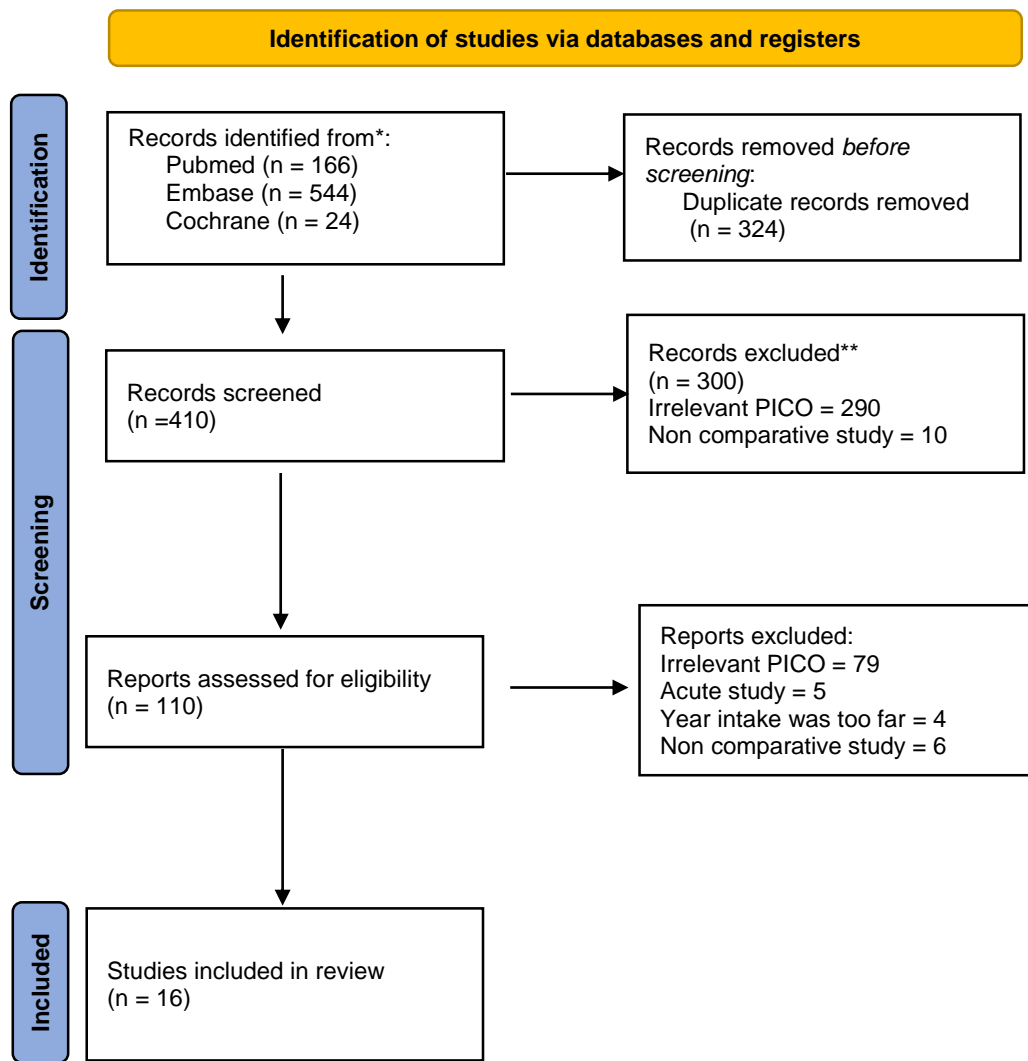 Identification of studies via databases and registers
Identification
Records identified from*:
Pubmed (n = 166)
Embase (n = 544)
Cochrane (n = 24)
Records removed before
screening:
Duplicate records removed
(n = 324)
Screening
Records screened
(n =410)
Records excluded**
(n = 300)
Irrelevant PICO = 290
Non comparative study = 10
Reports assessed for eligibility
(n = 110)
Reports excluded:
Irrelevant PICO = 79
Acute study = 5
Year intake was too far = 4
Non comparative study = 6
Included
Studies included in review
(n = 16)